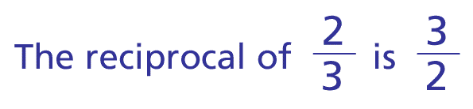 The reciprocal of 2/3 is 3/2